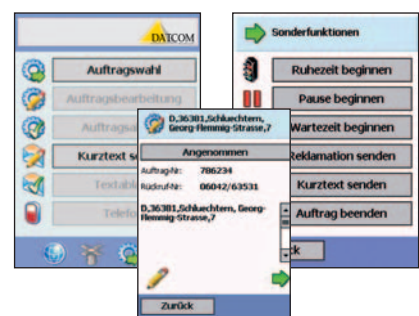 DATCOM
Auftragswahl
Auftragsbearbeitung
Kurztext
Sonderfunktionen
Ruhezeit beginnen
Pause beginnen
Wartezeit beginnen
Reklamation senden
Kurztext senden
Auftrag beenden
D,36381,Schluechtern,
Georg-Flemmig-Strasse,7
Angenommen
Auftrag-Nr: 786234
Rückruf-Nr: 06042/63531
D,36381,Schluechtern, Georg-
Flemmig-Strasse,7
Zurück